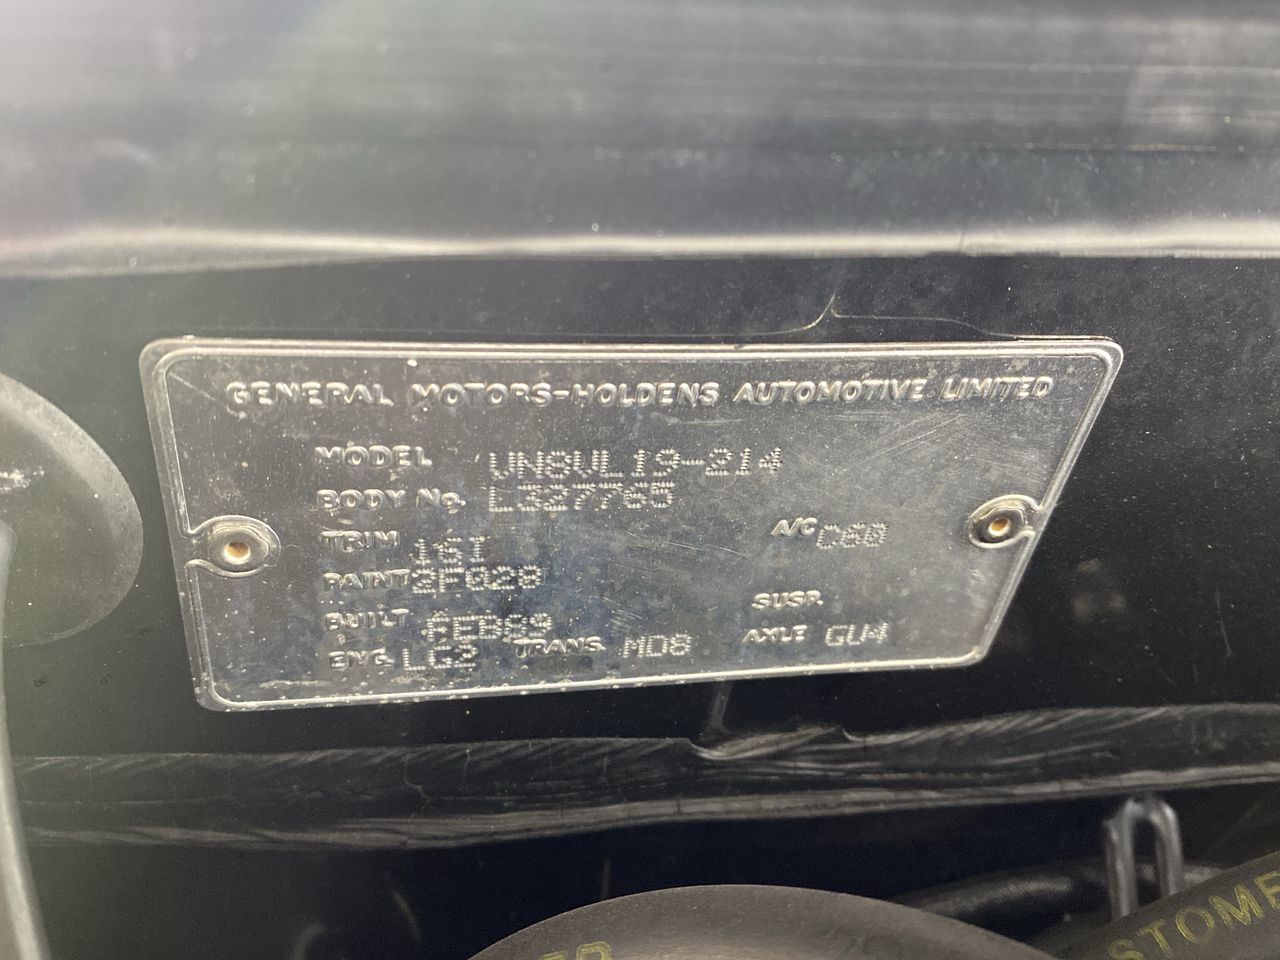 GENERAL MOTORS-HOLDENS AUTOMOTIVE LIMITED
MODEL VN8VL19-214
BODY No. L327765
TRIM 16I A/C C60
PAINT 2F028
BUILT FEB89 SUSP.
ENG. LG2 TRANS. MD8 AXLE GU4
STOME